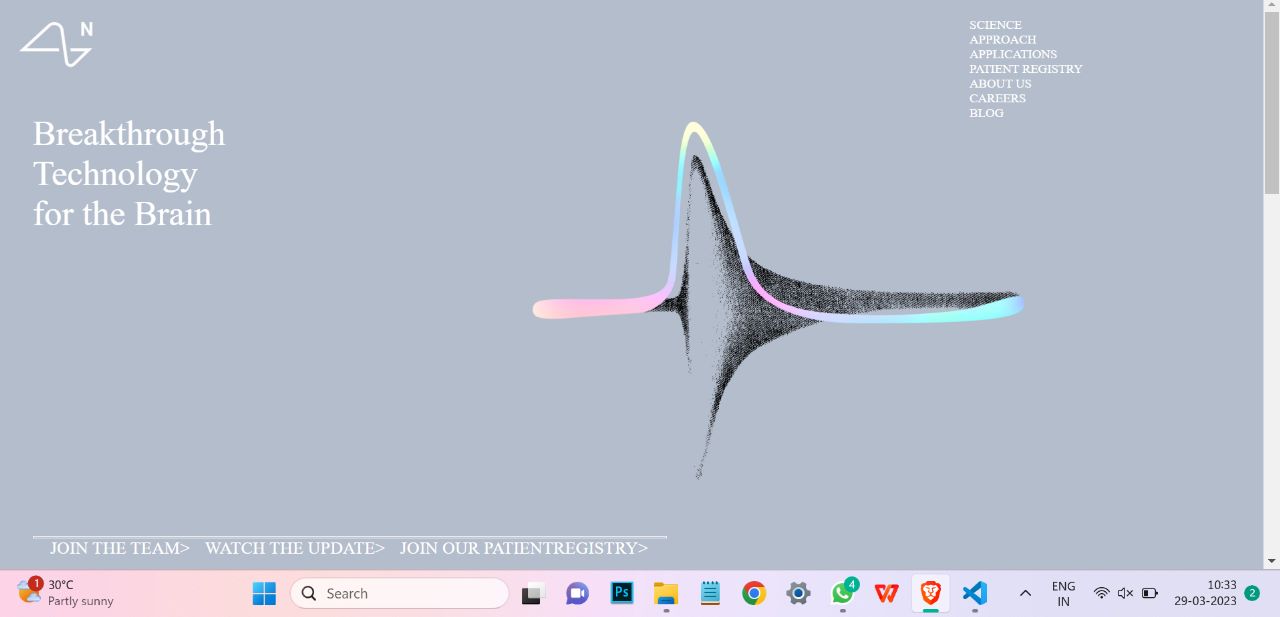 N
SCIENCE
APPROACH
APPLICATIONS
PATIENT REGISTRY
ABOUT US
CAREERS
BLOG
Breakthrough
Technology
for the Brain
JOIN THE TEAM> WATCH THE UPDATE> JOIN OUR PATIENTREGISTRY>
1
30°C
Partly sunny
Search
Ps
4
W
ENG
IN
10:33
29-03-2023
2